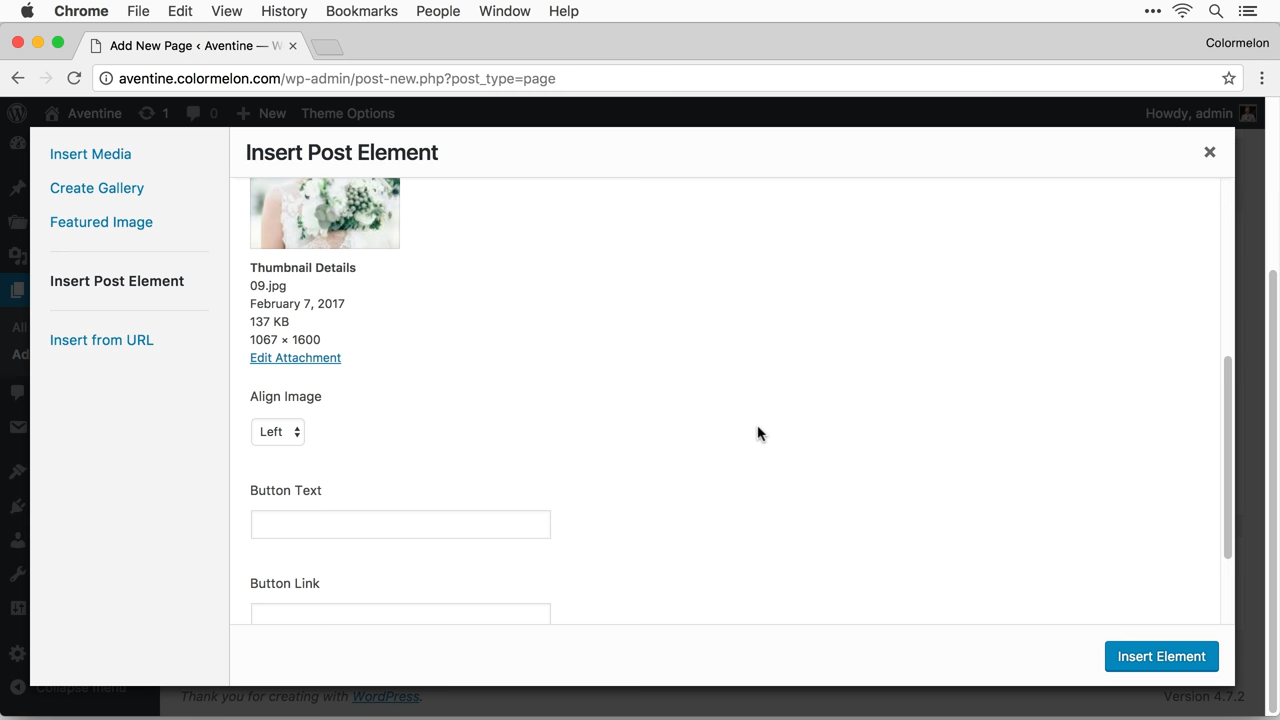 Chrome File Edit View History Bookmarks People Window Help
Add New Page ‹ Aventine — W
Colormelon
aventine.colormelon.com/wp-admin/post-new.php?post_type=page
Aventine 1 0 New Theme Options Howdy, admin
Insert Media
Create Gallery
Featured Image
Insert Post Element
Insert from URL
All
Ad
Collapse menu
Insert Post Element
Thumbnail Details
09.jpg
February 7, 2017
137 KB
1067 × 1600
Edit Attachment
Align Image
Left
Button Text
Button Link
Insert Element
Thank you for creating with WordPress.
Version 4.7.2